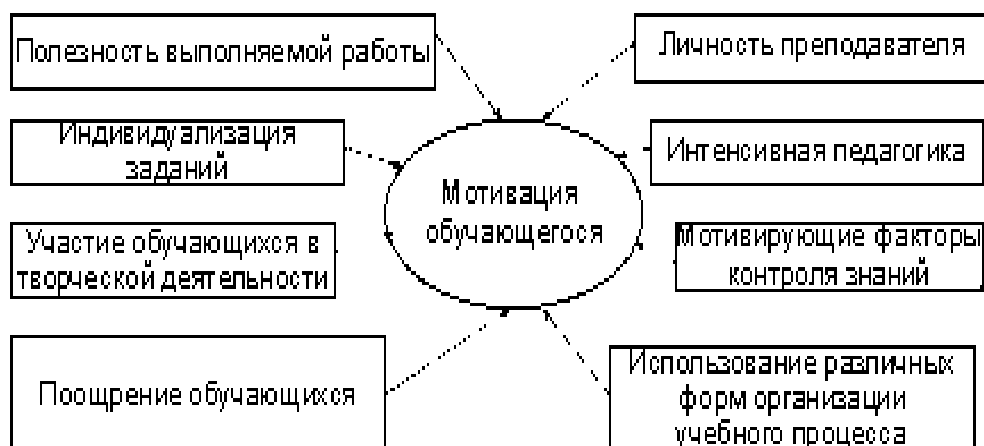 Полезность выполняемой работы
Личность преподавателя
Индивидуализация
заданий
Интенсивная педагогика
Мотивация
обучающегося
Участие обучающихся в
творческой деятельности
Мотивирующие факторы
контроля знаний
Поощрение обучающихся
Использование различных
форм организации
учебного процесса